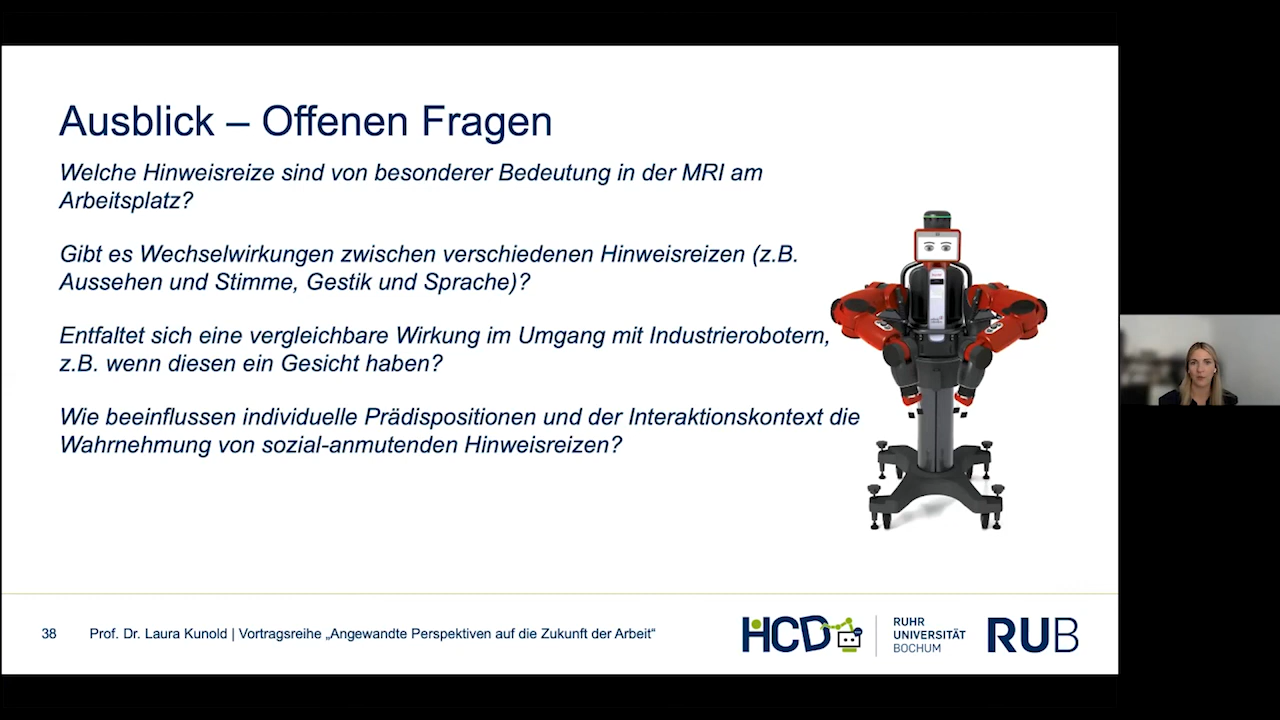 Ausblick – Offenen Fragen
Welche Hinweisreize sind von besonderer Bedeutung in der MRI am
Arbeitsplatz?
Gibt es Wechselwirkungen zwischen verschiedenen Hinweisreizen (z.B.
Aussehen und Stimme, Gestik und Sprache)?
Entfaltet sich eine vergleichbare Wirkung im Umgang mit Industrierobotern,
z.B. wenn diesen ein Gesicht haben?
Wie beeinflussen individuelle Prädispositionen und der Interaktionskontext die
Wahrnehmung von sozial-anmutenden Hinweisreizen?
38 Prof. Dr. Laura Kunold | Vortragsreihe „Angewandte Perspektiven auf die Zukunft der Arbeit“
HCD
RUHR
UNIVERSITÄT
BOCHUM
RUB